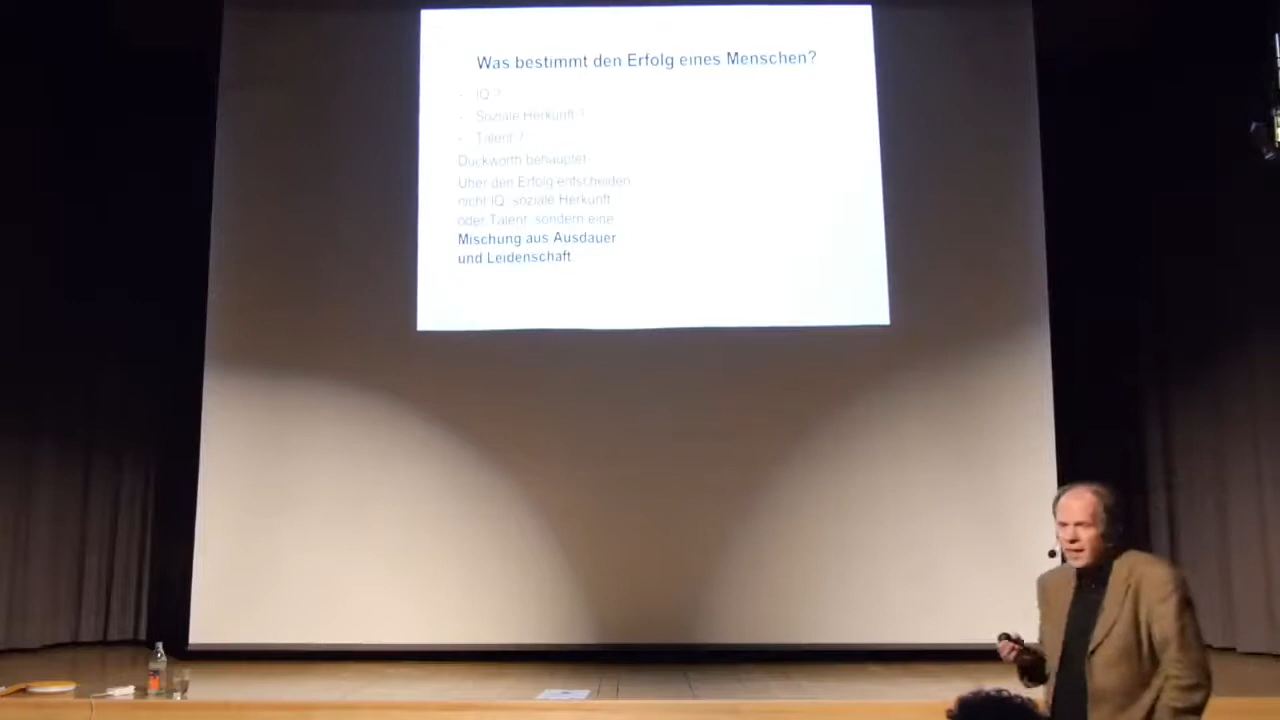 Was bestimmt den Erfolg eines Menschen?
- IQ ?
- Soziale Herkunft ?
- Talent ?
Duckworth behauptet
Über den Erfolg entscheiden
nicht IQ, soziale Herkunft
oder Talent, sondern eine
Mischung aus Ausdauer
und Leidenschaft